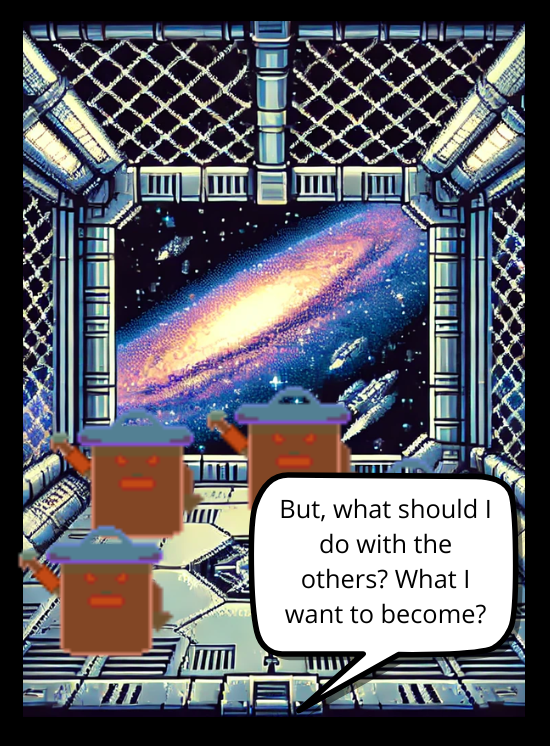 But, what should I
do with the
others? What I
want to become?